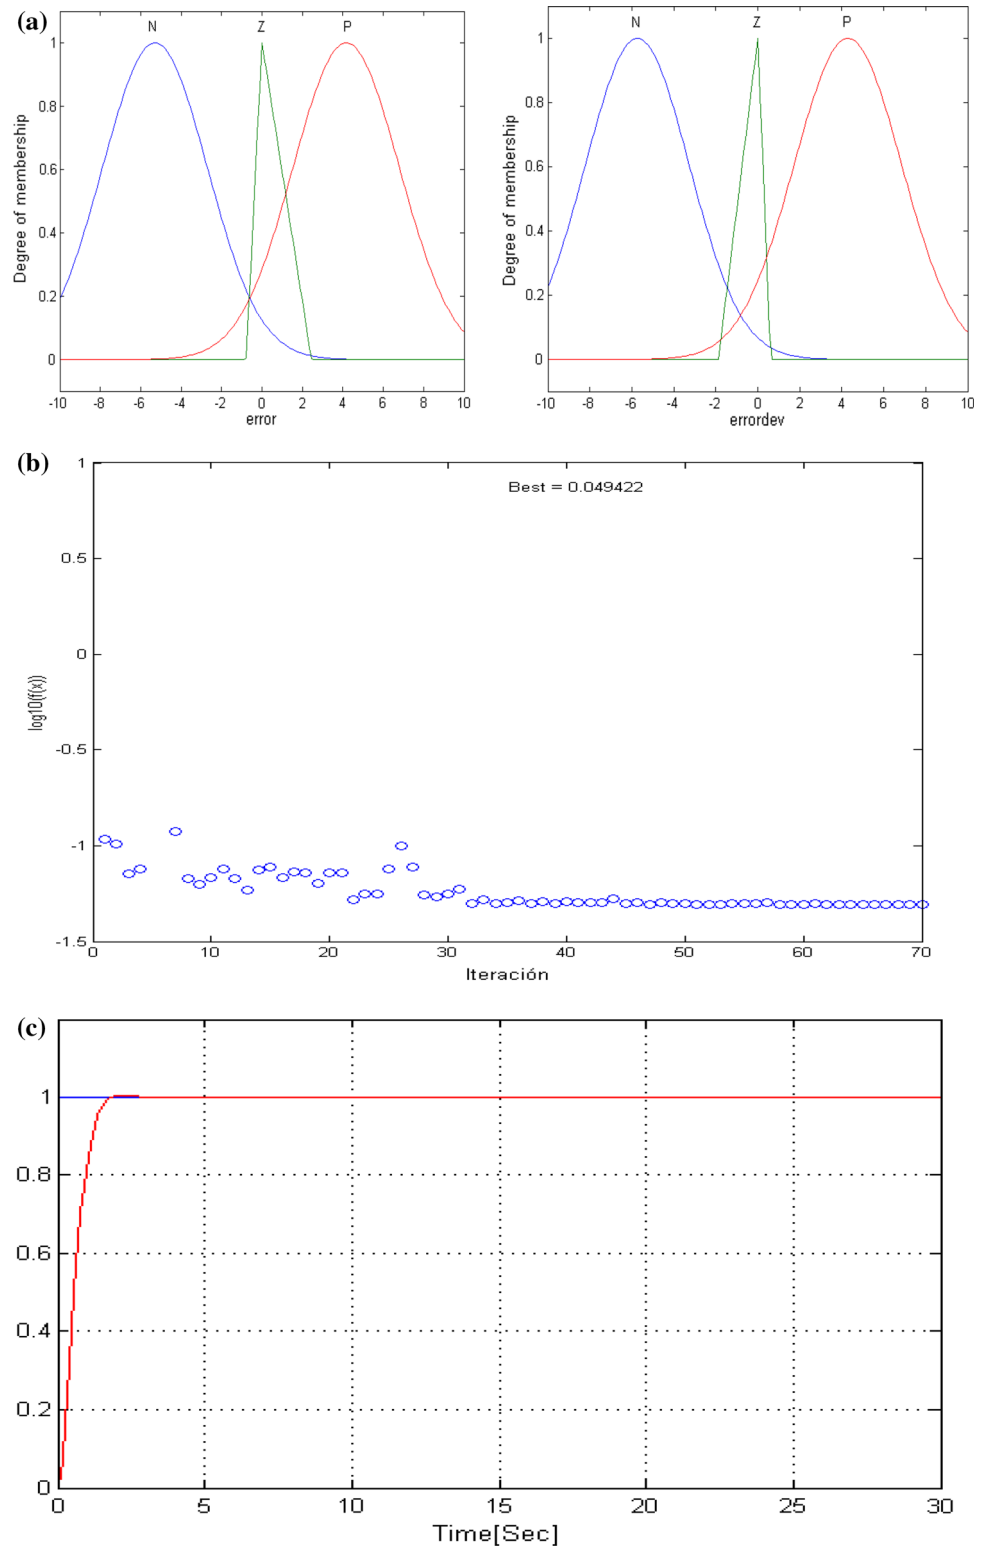 (a)
N Z P
1
0.8
0.6
0.4
0.2
0
Degree of membership
-10 -8 -6 -4 -2 0 2 4 6 8 10
error
N Z P
1
0.8
0.6
0.4
0.2
0
Degree of membership
-10 -8 -6 -4 -2 0 2 4 6 8 10
errordev
(b)
Best = 0.049422
1
0.5
0
-0.5
-1
-1.5
log10(f(x))
0 10 20 30 40 50 60 70
Iteración
(c)
1
0.8
0.6
0.4
0.2
0
0 5 10 15 20 25 30
Time[Sec]